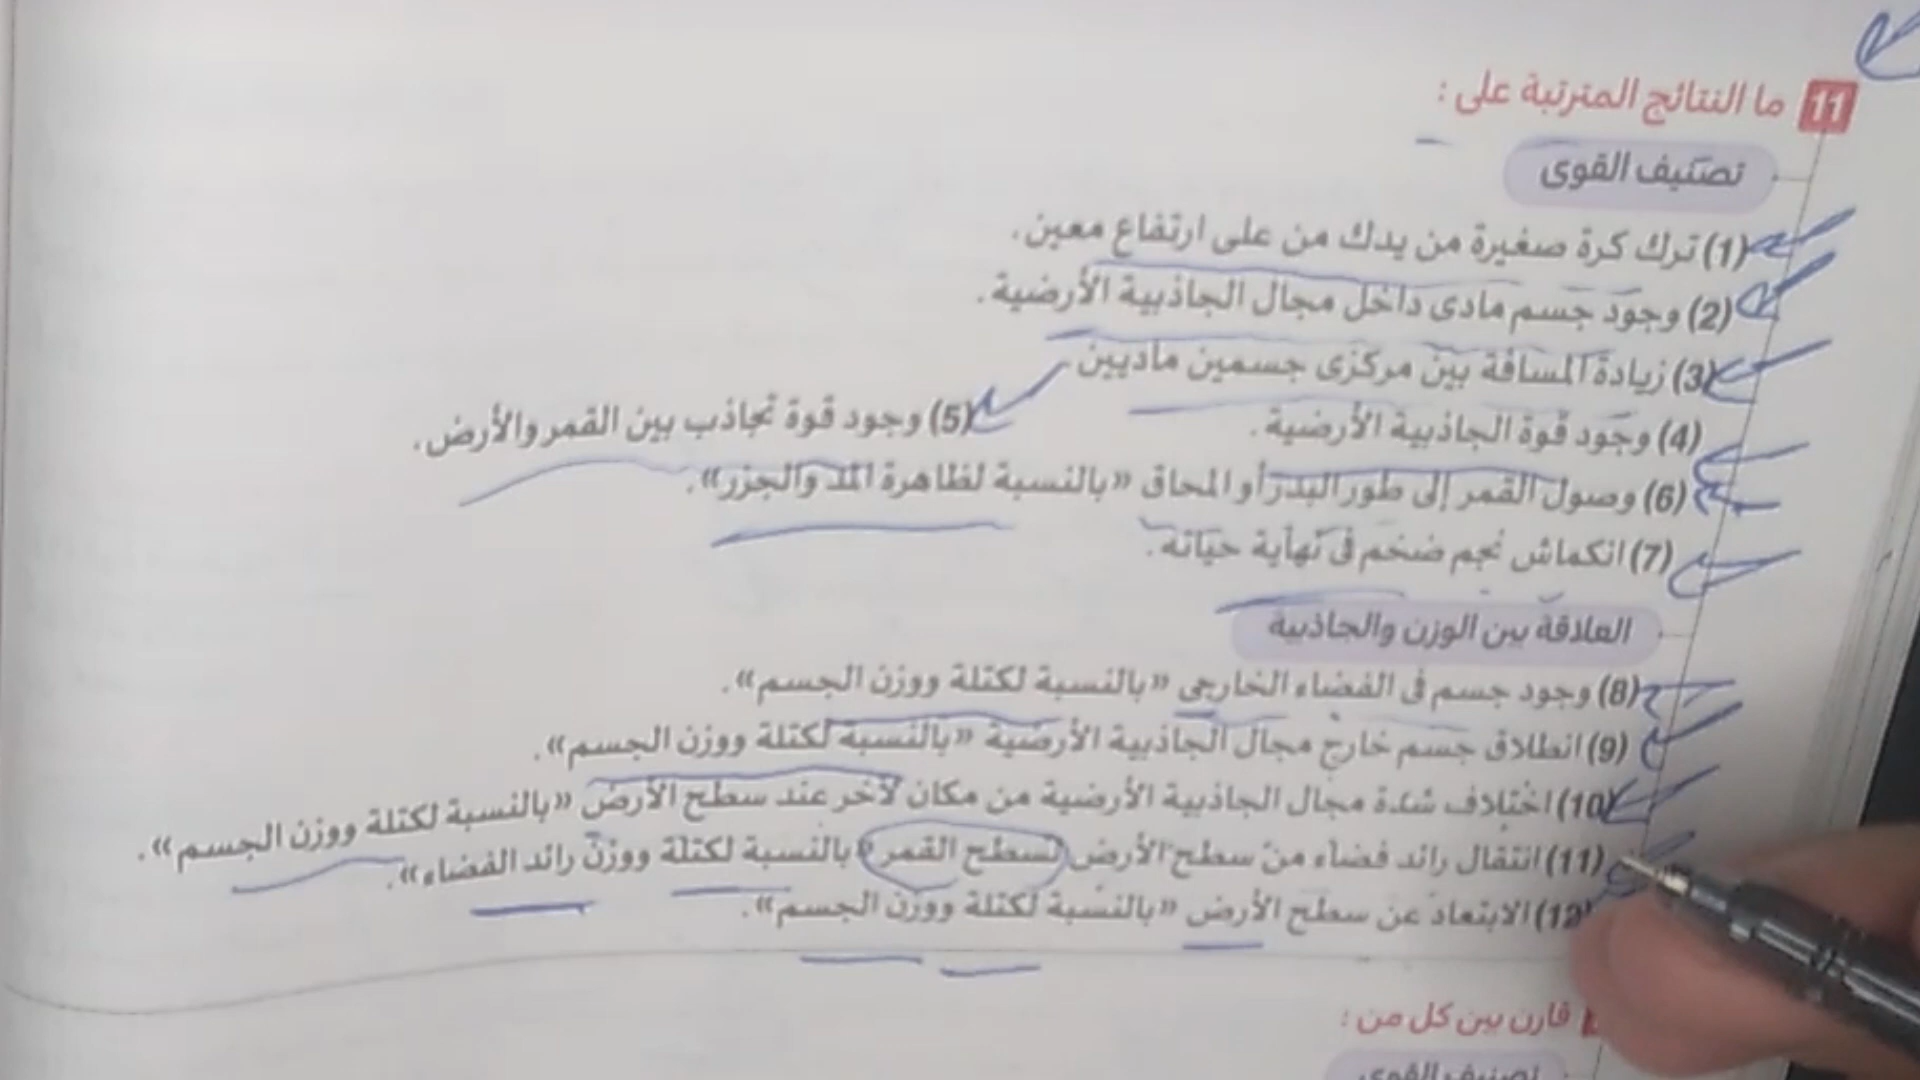 11 ما النتائج المترتبة على :
تصنيف القوى
(1) ترك كرة صغيرة من يدك من على ارتفاع معين.
(2) وجود جسم مادى داخل مجال الجاذبية الأرضية.
(3) زيادة المسافة بين مركزى جسمين ماديين
(4) وجود قوة الجاذبية الأرضية. (5) وجود قوة تجاذب بين القمر والأرض.
(6) وصول القمر إلى طور البدر أو المحاق «بالنسبة لظاهرة المد والجزر».
(7) انكماش نجم ضخم فى نهاية حياته.
العلاقة بين الوزن والجاذبية
(8) وجود جسم فى الفضاء الخارجى «بالنسبة لكتلة ووزن الجسم».
(9) انطلاق جسم خارج مجال الجاذبية الأرضية «بالنسبة لكتلة ووزن الجسم».
(10) اختلاف شدة مجال الجاذبية الأرضية من مكان لآخر عند سطح الأرض «بالنسبة لكتلة ووزن الجسم».
(11) انتقال رائد فضاء من سطح الأرض لسطح القمر «بالنسبة لكتلة ووزن رائد الفضاء».
(12) الابتعاد عن سطح الأرض «بالنسبة لكتلة ووزن الجسم».
قارن بين كل من :
تصنيف القوى